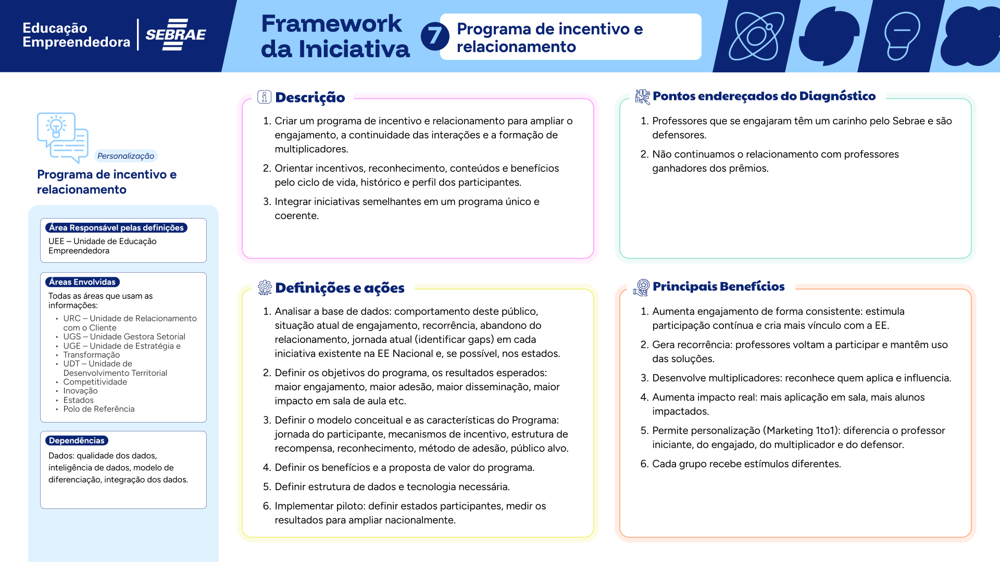 Educação
Empreendedora
SEBRAE
Framework
da Iniciativa
7
Programa de incentivo e
relacionamento
Personalização
Programa de incentivo e
relacionamento
Área Responsável pelas definições
UEE – Unidade de Educação
Empreendedora
Áreas Envolvidas
Todas as áreas que usam as
informações:
• URC – Unidade de Relacionamento
com o Cliente
• UGS – Unidade Gestora Setorial
• UGE – Unidade de Estratégia e
• Transformação
• UDT – Unidade de
Desenvolvimento Territorial
• Competitividade
• Inovação
• Estados
• Polo de Referência
Dependências
Dados: qualidade dos dados,
inteligência de dados, modelo de
diferenciação, integração dos dados.
Descrição
1. Criar um programa de incentivo e relacionamento para ampliar o
engajamento, a continuidade das interações e a formação de
multiplicadores.
2. Orientar incentivos, reconhecimento, conteúdos e benefícios
pelo ciclo de vida, histórico e perfil dos participantes.
3. Integrar iniciativas semelhantes em um programa único e
coerente.
Pontos endereçados do Diagnóstico
1. Professores que se engajaram têm um carinho pelo Sebrae e são
defensores.
2. Não continuamos o relacionamento com professores
ganhadores dos prêmios.
Definições e ações
1. Analisar a base de dados: comportamento deste público,
situação atual de engajamento, recorrência, abandono do
relacionamento, jornada atual (identificar gaps) em cada
iniciativa existente na EE Nacional e, se possível, nos estados.
2. Definir os objetivos do programa, os resultados esperados:
maior engajamento, maior adesão, maior disseminação, maior
impacto em sala de aula etc.
3. Definir o modelo conceitual e as características do Programa:
jornada do participante, mecanismos de incentivo, estrutura de
recompensa, reconhecimento, método de adesão, público alvo.
4. Definir os benefícios e a proposta de valor do programa.
5. Definir estrutura de dados e tecnologia necessária.
6. Implementar piloto: definir estados participantes, medir os
resultados para ampliar nacionalmente.
Principais Benefícios
1. Aumenta engajamento de forma consistente: estimula
participação contínua e cria mais vínculo com a EE.
2. Gera recorrência: professores voltam a participar e mantêm uso
das soluções.
3. Desenvolve multiplicadores: reconhece quem aplica e influencia.
4. Aumenta impacto real: mais aplicação em sala, mais alunos
impactados.
5. Permite personalização (Marketing 1to1): diferencia o professor
iniciante, do engajado, do multiplicador e do defensor.
6. Cada grupo recebe estímulos diferentes.